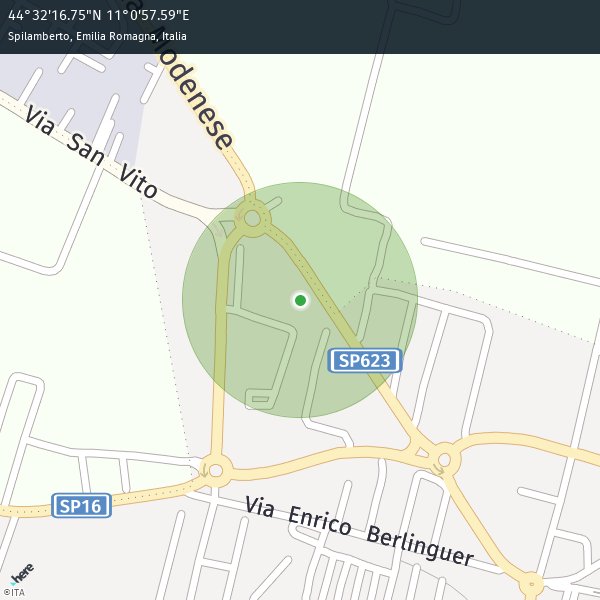 44°32'16.75"N 11°0'57.59"E
Spilamberto, Emilia Romagna, Italia
Modenese
Via San Vito
SP623
SP16
Via Enrico Berlinguer
here
©ITA